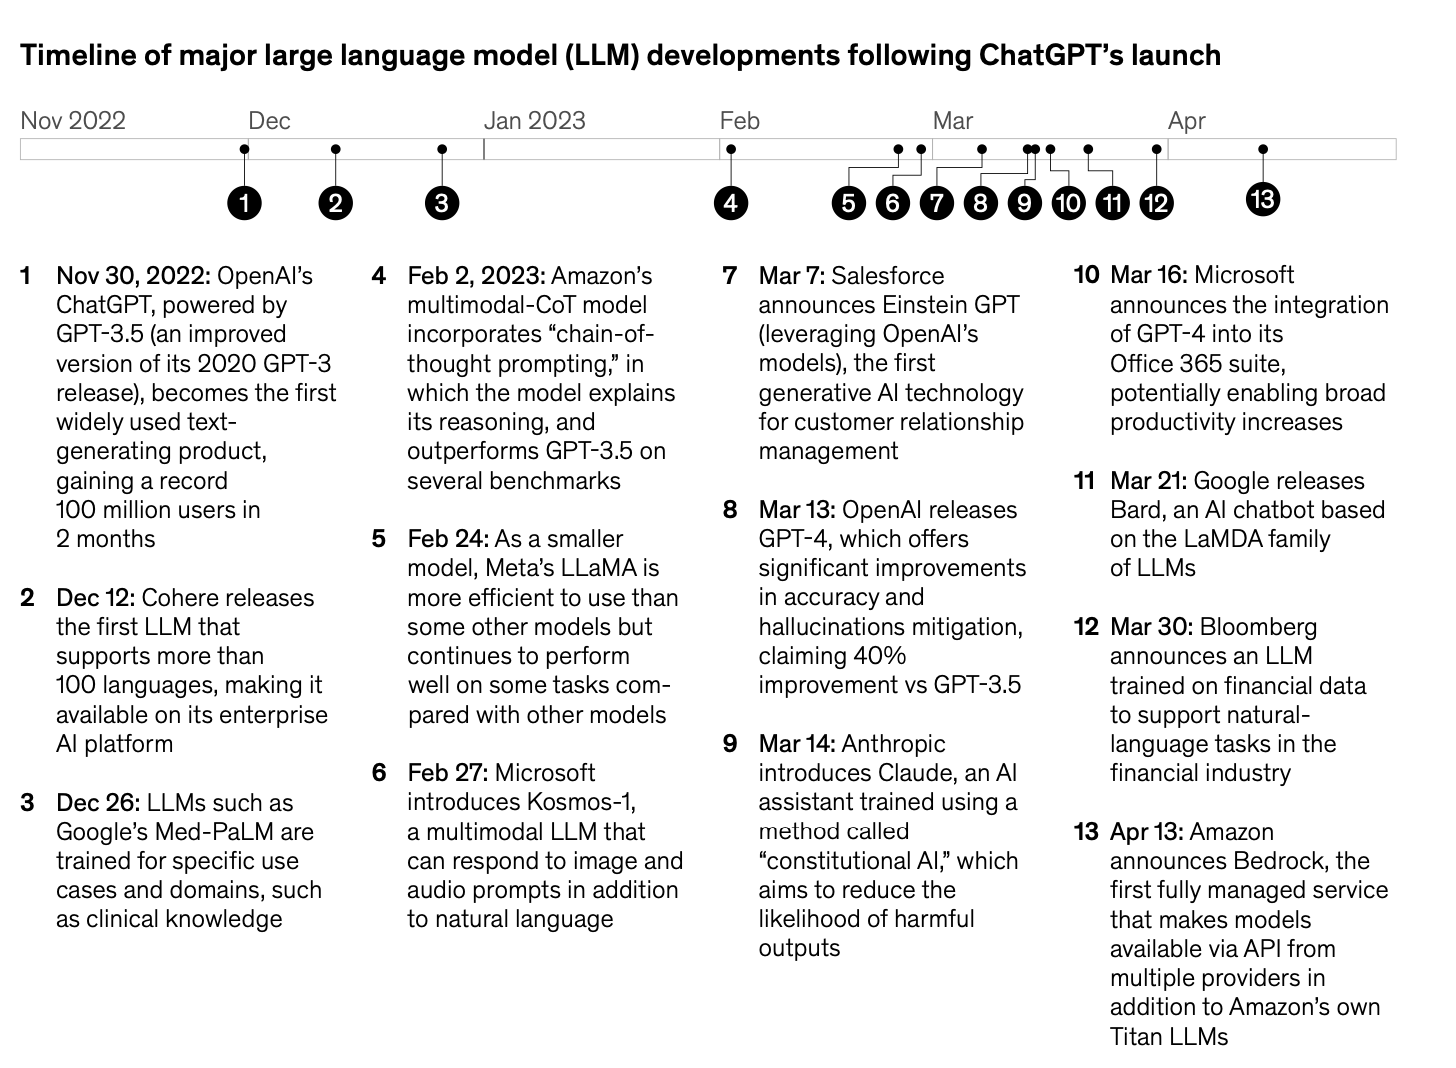 Timeline of major large language model (LLM) developments following ChatGPT’s launch
Nov 2022
Dec
Jan 2023
Feb
Mar
Apr
1
2
3
4
5
6
7
8
9
10
11
12
13
1 Nov 30, 2022: OpenAI’s
ChatGPT, powered by
GPT-3.5 (an improved
version of its 2020 GPT-3
release), becomes the first
widely used text-
generating product,
gaining a record
100 million users in
2 months
2 Dec 12: Cohere releases
the first LLM that
supports more than
100 languages, making it
available on its enterprise
AI platform
3 Dec 26: LLMs such as
Google’s Med-PaLM are
trained for specific use
cases and domains, such
as clinical knowledge
4 Feb 2, 2023: Amazon’s
multimodal-CoT model
incorporates “chain-of-
thought prompting,” in
which the model explains
its reasoning, and
outperforms GPT-3.5 on
several benchmarks
5 Feb 24: As a smaller
model, Meta’s LLaMA is
more efficient to use than
some other models but
continues to perform
well on some tasks com-
pared with other models
6 Feb 27: Microsoft
introduces Kosmos-1,
a multimodal LLM that
can respond to image and
audio prompts in addition
to natural language
7 Mar 7: Salesforce
announces Einstein GPT
(leveraging OpenAI’s
models), the first
generative AI technology
for customer relationship
management
8 Mar 13: OpenAI releases
GPT-4, which offers
significant improvements
in accuracy and
hallucinations mitigation,
claiming 40%
improvement vs GPT-3.5
9 Mar 14: Anthropic
introduces Claude, an AI
assistant trained using a
method called
“constitutional AI,” which
aims to reduce the
likelihood of harmful
outputs
10 Mar 16: Microsoft
announces the integration
of GPT-4 into its
Office 365 suite,
potentially enabling broad
productivity increases
11 Mar 21: Google releases
Bard, an AI chatbot based
on the LaMDA family
of LLMs
12 Mar 30: Bloomberg
announces an LLM
trained on financial data
to support natural-
language tasks in the
financial industry
13 Apr 13: Amazon
announces Bedrock, the
first fully managed service
that makes models
available via API from
multiple providers in
addition to Amazon’s own
Titan LLMs